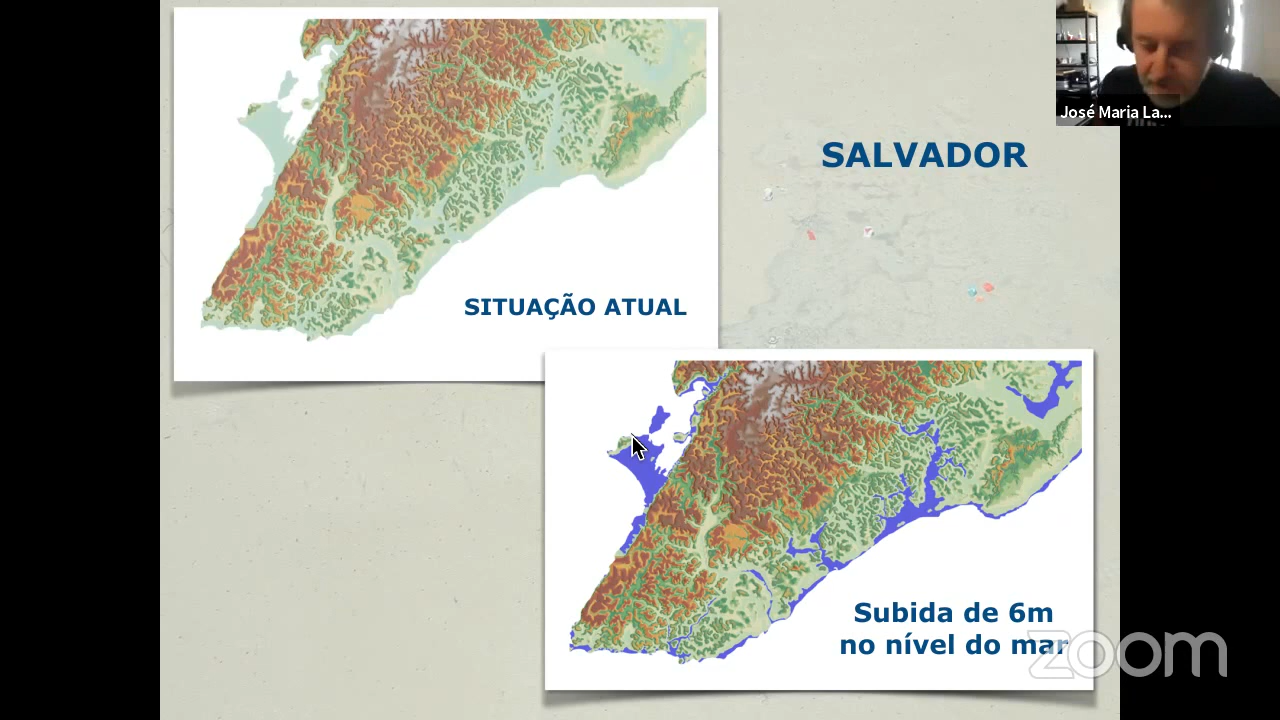 José Maria La...
SALVADOR
SITUAÇÃO ATUAL
Subida de 6m
no nível do mar
zoom